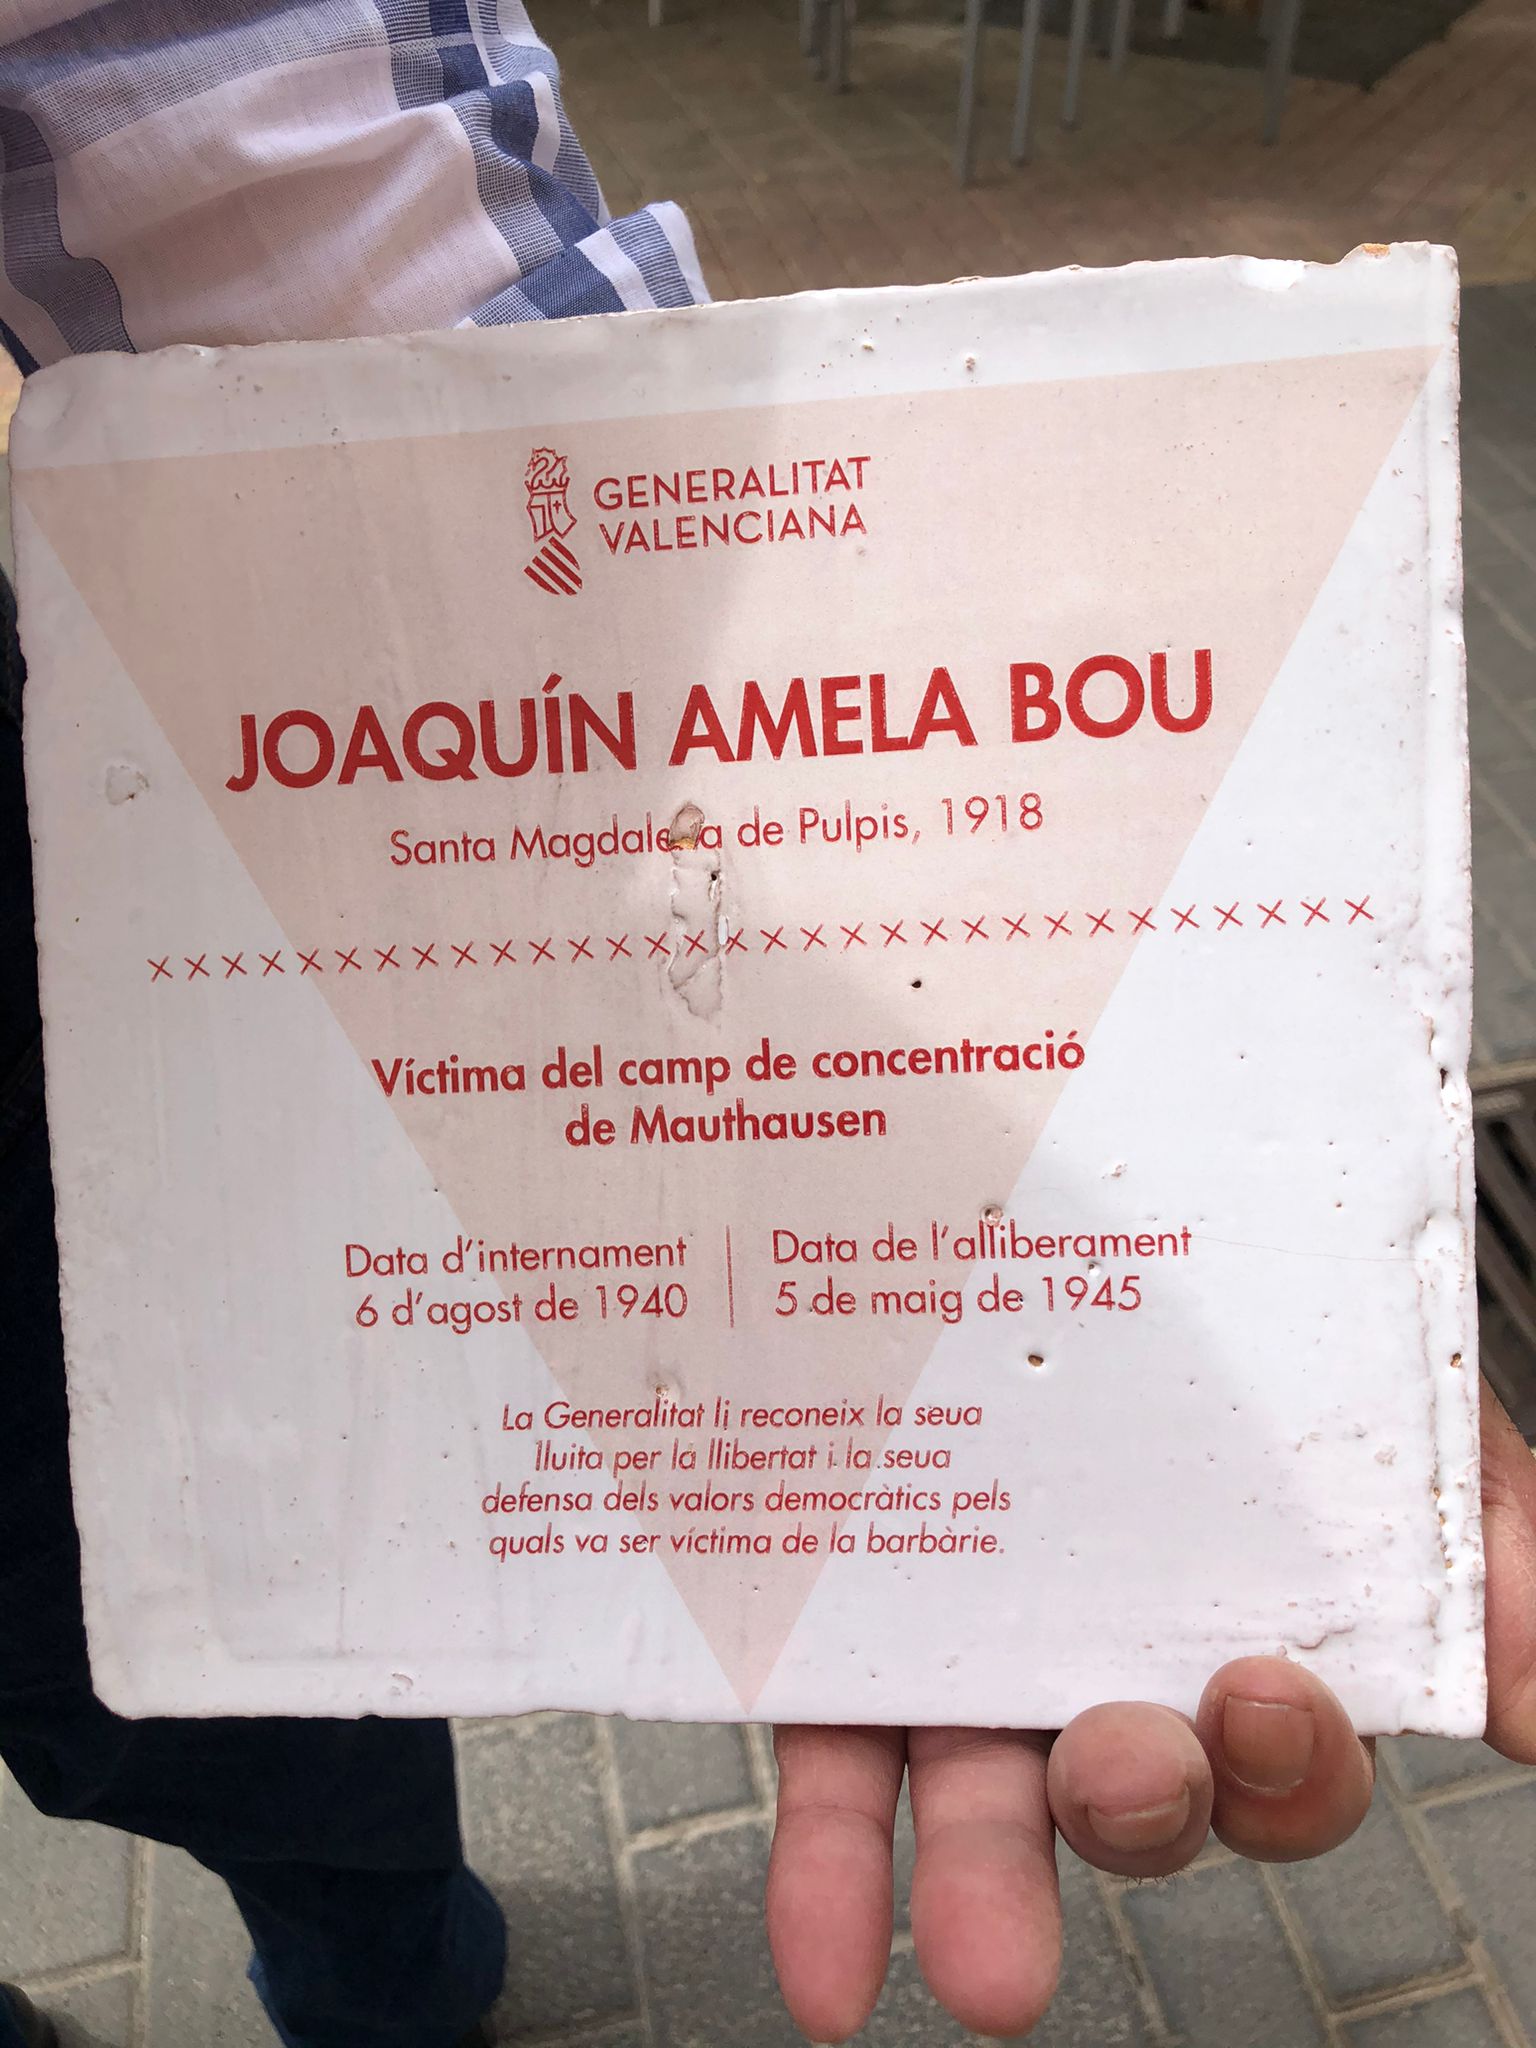 GENERALITAT
VALENCIANA
JOAQUÍN AMELA BOU
Santa Magdalena de Pulpis, 1918
××××××××××××××××××××××××××××××××
Víctima del camp de concentració
de Mauthausen
Data d'internament
6 d'agost de 1940
Data de l'alliberament
5 de maig de 1945
La Generalitat li reconeix la seua
lluita per la llibertat i la seua
defensa dels valors democràtics pels
quals va ser víctima de la barbàrie.